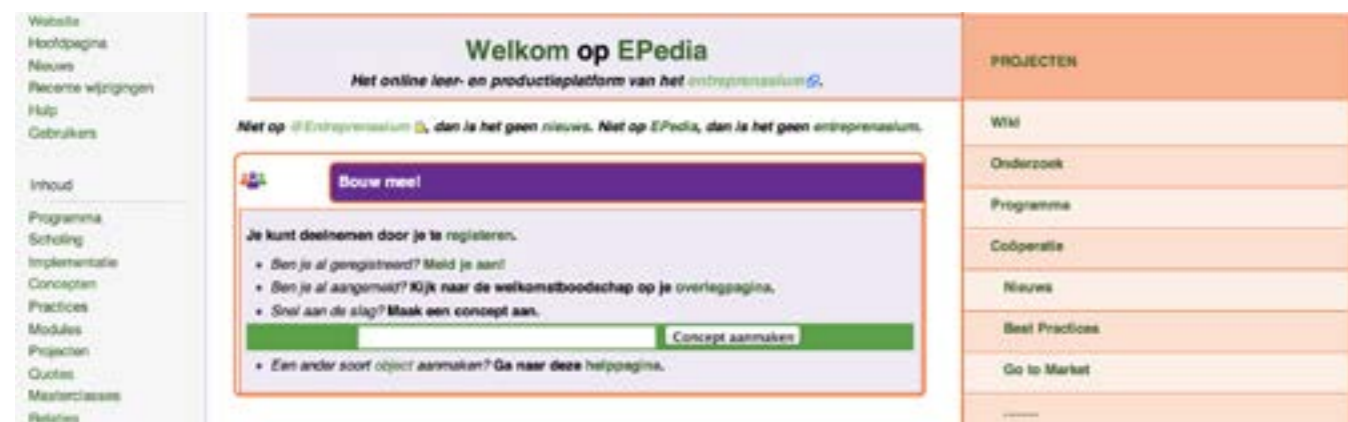 Website
Hoofdpagina
Nieuws
Recente wijzigingen
Hulp
Gebruikers
Inhoud
Programma
Scholing
Implementatie
Concepten
Practices
Modules
Projecten
Quotes
Masterclasses
Relaties
Welkom op EPedia
Het online leer- en productieplatform van het entreprenasium.
Niet op @Entreprenasium, dan is het geen nieuws. Niet op EPedia, dan is het geen entreprenasium.
Bouw mee!
Je kunt deelnemen door je te registeren.
• Ben je al geregistreerd? Meld je aan!
• Ben je al aangemeld? Kijk naar de welkomstboodschap op je overlegpagina.
• Snel aan de slag? Maak een concept aan.
Concept aanmaken
• Een ander soort object aanmaken? Ga naar deze helppagina.
PROJECTEN
Wiki
Onderzoek
Programma
Coöperatie
Nieuws
Best Practices
Go to Market